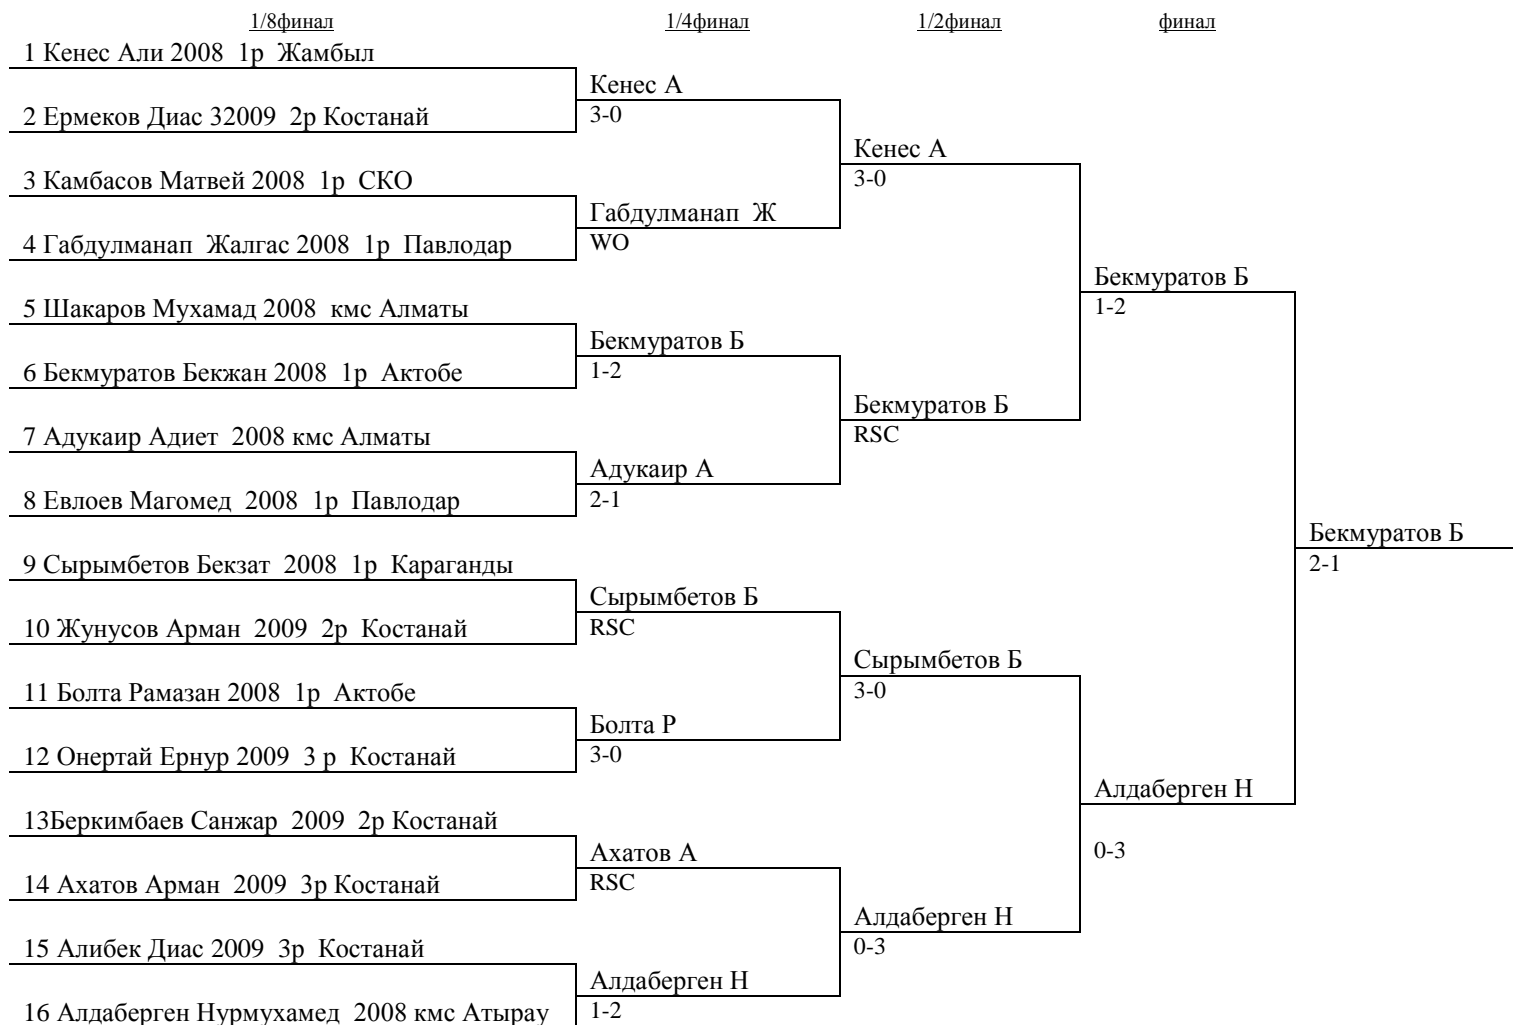 1/8финал 1/4финал 1/2финал финал
1 Кенес Али 2008 1р Жамбыл
Кенес А
2 Ермеков Диас 32009 2р Костанай
3-0
Кенес А
3 Камбасов Матвей 2008 1р СКО
3-0
Габдулманап Ж
4 Габдулманап Жалгас 2008 1р Павлодар
WO
Бекмуратов Б
5 Шакаров Мухамад 2008 кмс Алматы
1-2
Бекмуратов Б
6 Бекмуратов Бекжан 2008 1р Актобе
1-2
Бекмуратов Б
7 Адукаир Адиет 2008 кмс Алматы
RSC
Адукаир А
8 Евлоев Магомед 2008 1р Павлодар
2-1
Бекмуратов Б
9 Сырымбетов Бекзат 2008 1р Караганды
2-1
Сырымбетов Б
10 Жунусов Арман 2009 2р Костанай
RSC
Сырымбетов Б
11 Болта Рамазан 2008 1р Актобе
3-0
Болта Р
12 Онертай Ернур 2009 3 р Костанай
3-0
Алдаберген Н
13Беркимбаев Санжар 2009 2р Костанай
Ахатов А
0-3
14 Ахатов Арман 2009 3р Костанай
RSC
Алдаберген Н
15 Алибек Диас 2009 3р Костанай
0-3
Алдаберген Н
16 Алдаберген Нурмухамед 2008 кмс Атырау
1-2